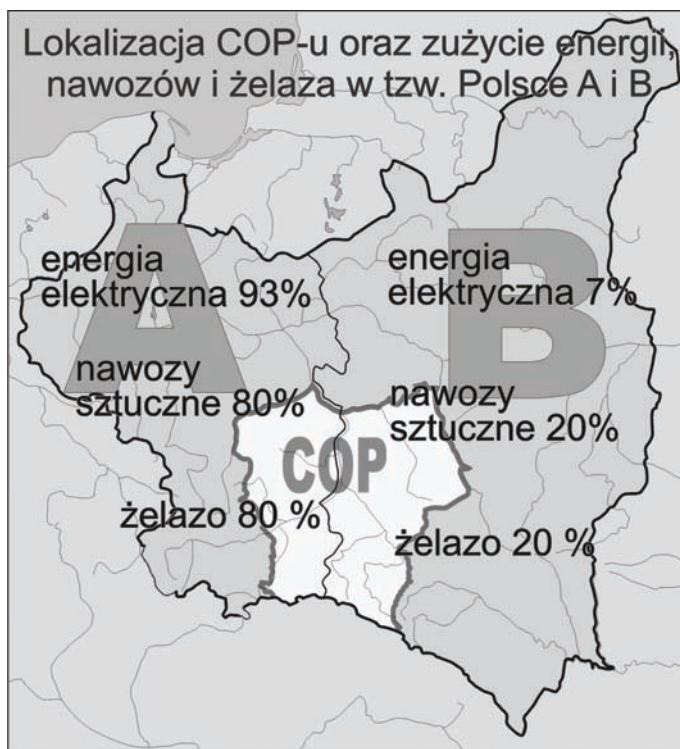 Lokalizacja COP-u oraz zużycie energii,
nawozów i żelaza w tzw. Polsce A i B
A
energia
elektryczna 93%
nawozy
sztuczne 80%
żelazo 80 %
COP
B
energia
elektryczna 7%
nawozy
sztuczne 20%
żelazo 20 %